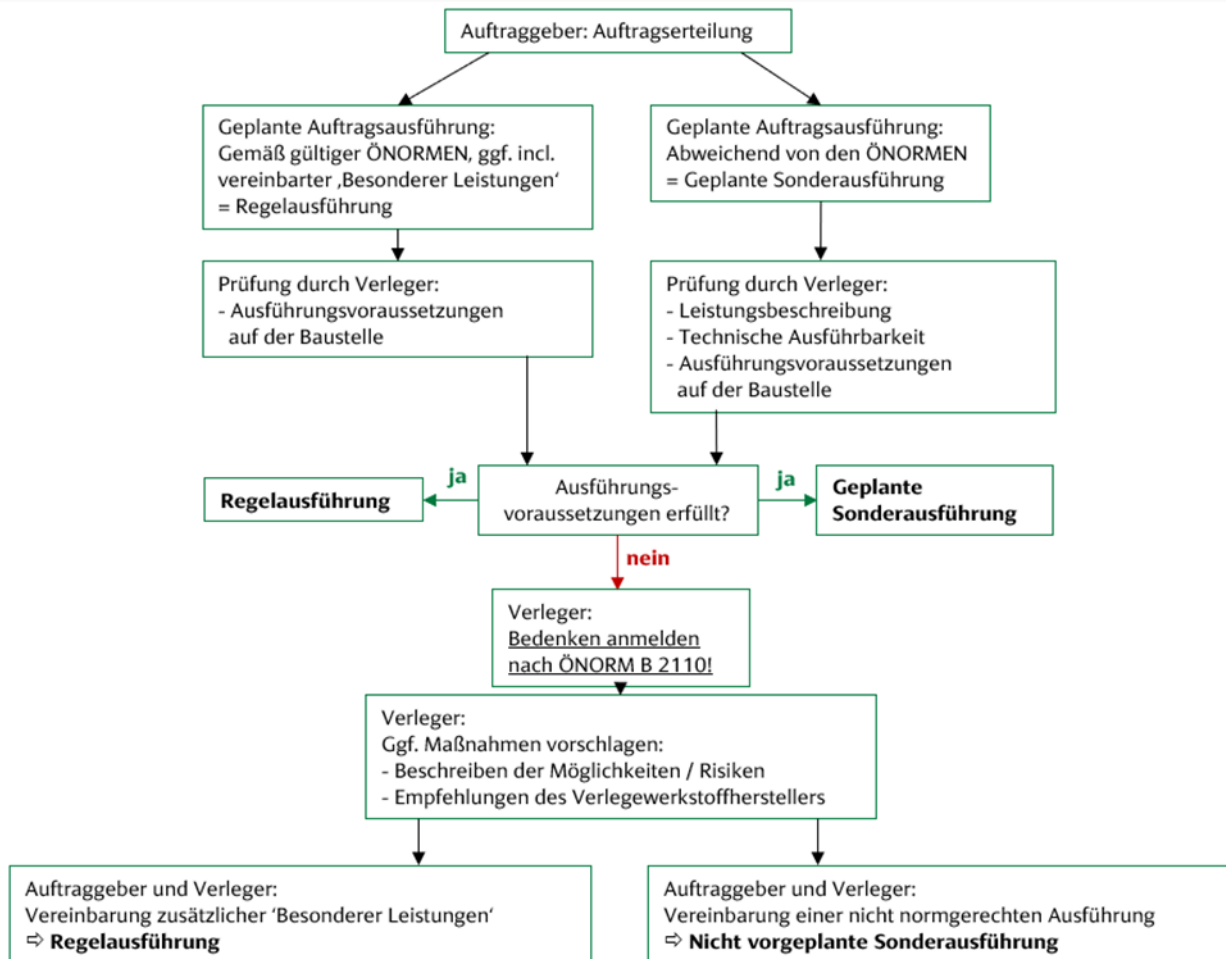 Auftraggeber: Auftragserteilung
Geplante Auftragsausführung:
Gemäß gültiger ÖNORMEN, ggf. incl.
vereinbarter ‚Besonderer Leistungen‘
= Regelausführung
Geplante Auftragsausführung:
Abweichend von den ÖNORMEN
= Geplante Sonderausführung
Prüfung durch Verleger:
- Ausführungsvoraussetzungen
auf der Baustelle
Prüfung durch Verleger:
- Leistungsbeschreibung
- Technische Ausführbarkeit
- Ausführungsvoraussetzungen
auf der Baustelle
Regelausführung
ja
Ausführungs-
voraussetzungen erfüllt?
ja
Geplante
Sonderausführung
nein
Verleger:
Bedenken anmelden
nach ÖNORM B 2110!
Verleger:
Ggf. Maßnahmen vorschlagen:
- Beschreiben der Möglichkeiten / Risiken
- Empfehlungen des Verlegewerkstoffherstellers
Auftraggeber und Verleger:
Vereinbarung zusätzlicher ‘Besonderer Leistungen‘
⇨ Regelausführung
Auftraggeber und Verleger:
Vereinbarung einer nicht normgerechten Ausführung
⇨ Nicht vorgeplante Sonderausführung